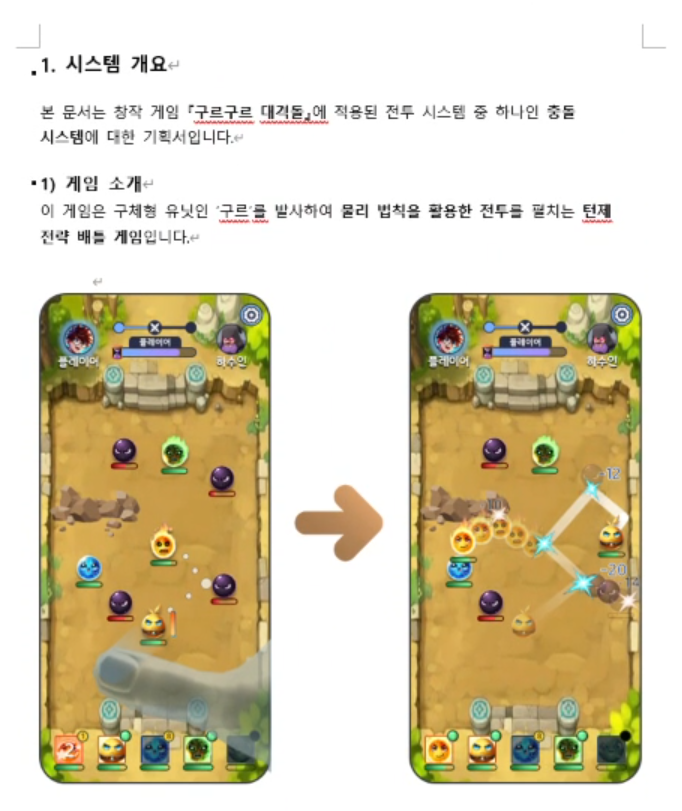 1. 시스템 개요
본 문서는 창작 게임 『구르구르 대격돌』에 적용된 전투 시스템 중 하나인 충돌
시스템에 대한 기획서입니다.
1) 게임 소개
이 게임은 구체형 유닛인 ‘구르’를 발사하여 물리 법칙을 활용한 전투를 펼치는 턴제
전략 배틀 게임입니다.
플레이어
플레이어 허수인
플레이어
플레이어 허수인
-12
-20